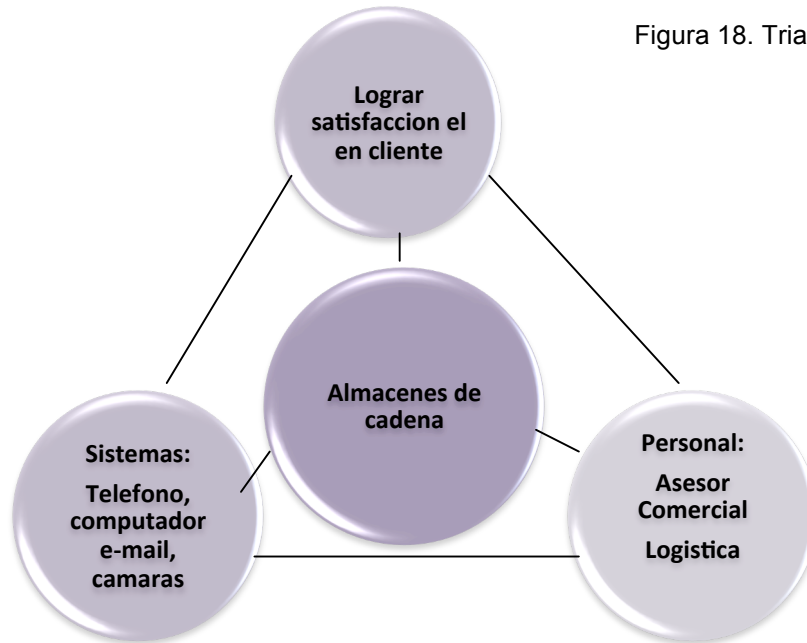 Figura 18. Tria
Lograr
satisfaccion el
en cliente
Almacenes de
cadena
Sistemas:
Telefono,
computador
e-mail,
camaras
Personal:
Asesor
Comercial
Logistica